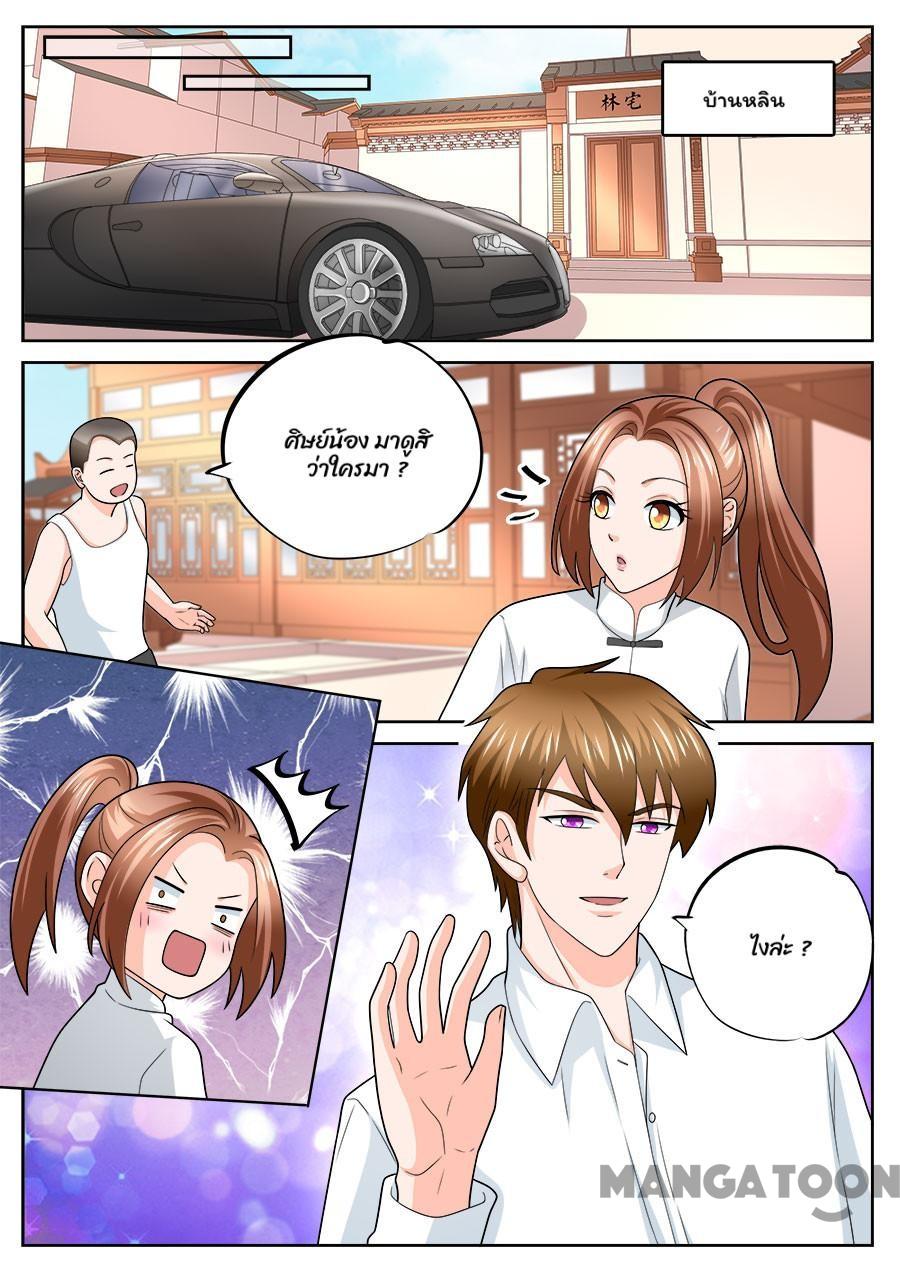 林宅
บ้านหลิน
ศิษย์น้อง มาดูสิ
ว่าใครมา ?
ไงล่ะ ?
MANGATOON